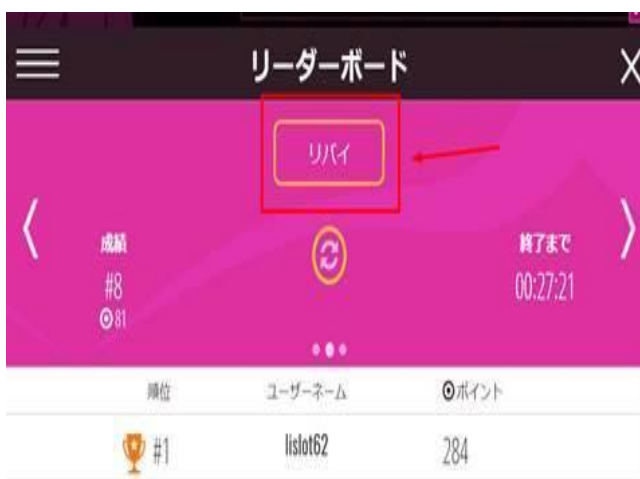 リーダーボード
リバイ
成績
終了まで
#8
00:27:21
81
順位 ユーザーネーム ポイント
#1 lislot62 284